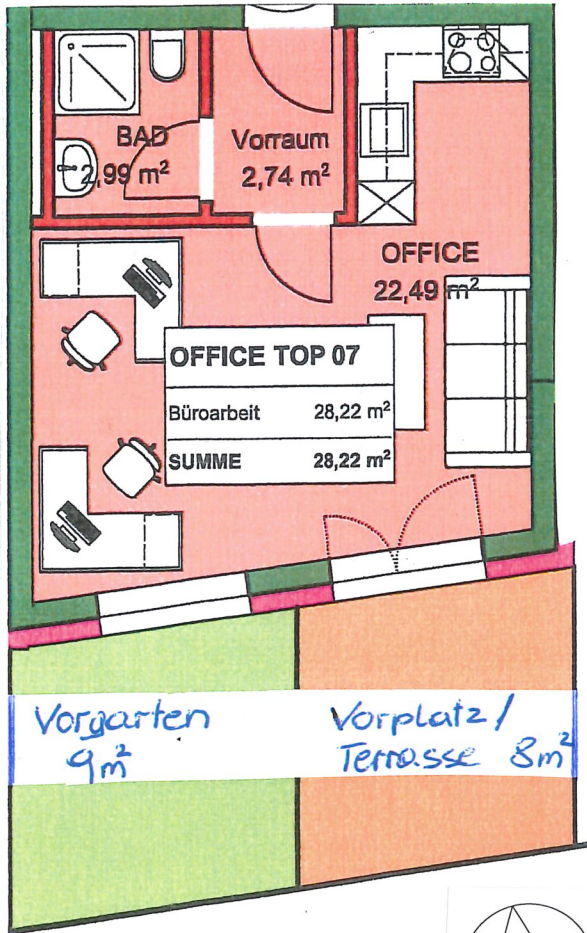 BAD
2,99 m²
Vorraum
2,74 m²
OFFICE
22,49 m²
OFFICE TOP 07
Büroarbeit 28,22 m²
SUMME 28,22 m²
Vorgarten
9m²
Vorplatz/
Terrasse 8m²